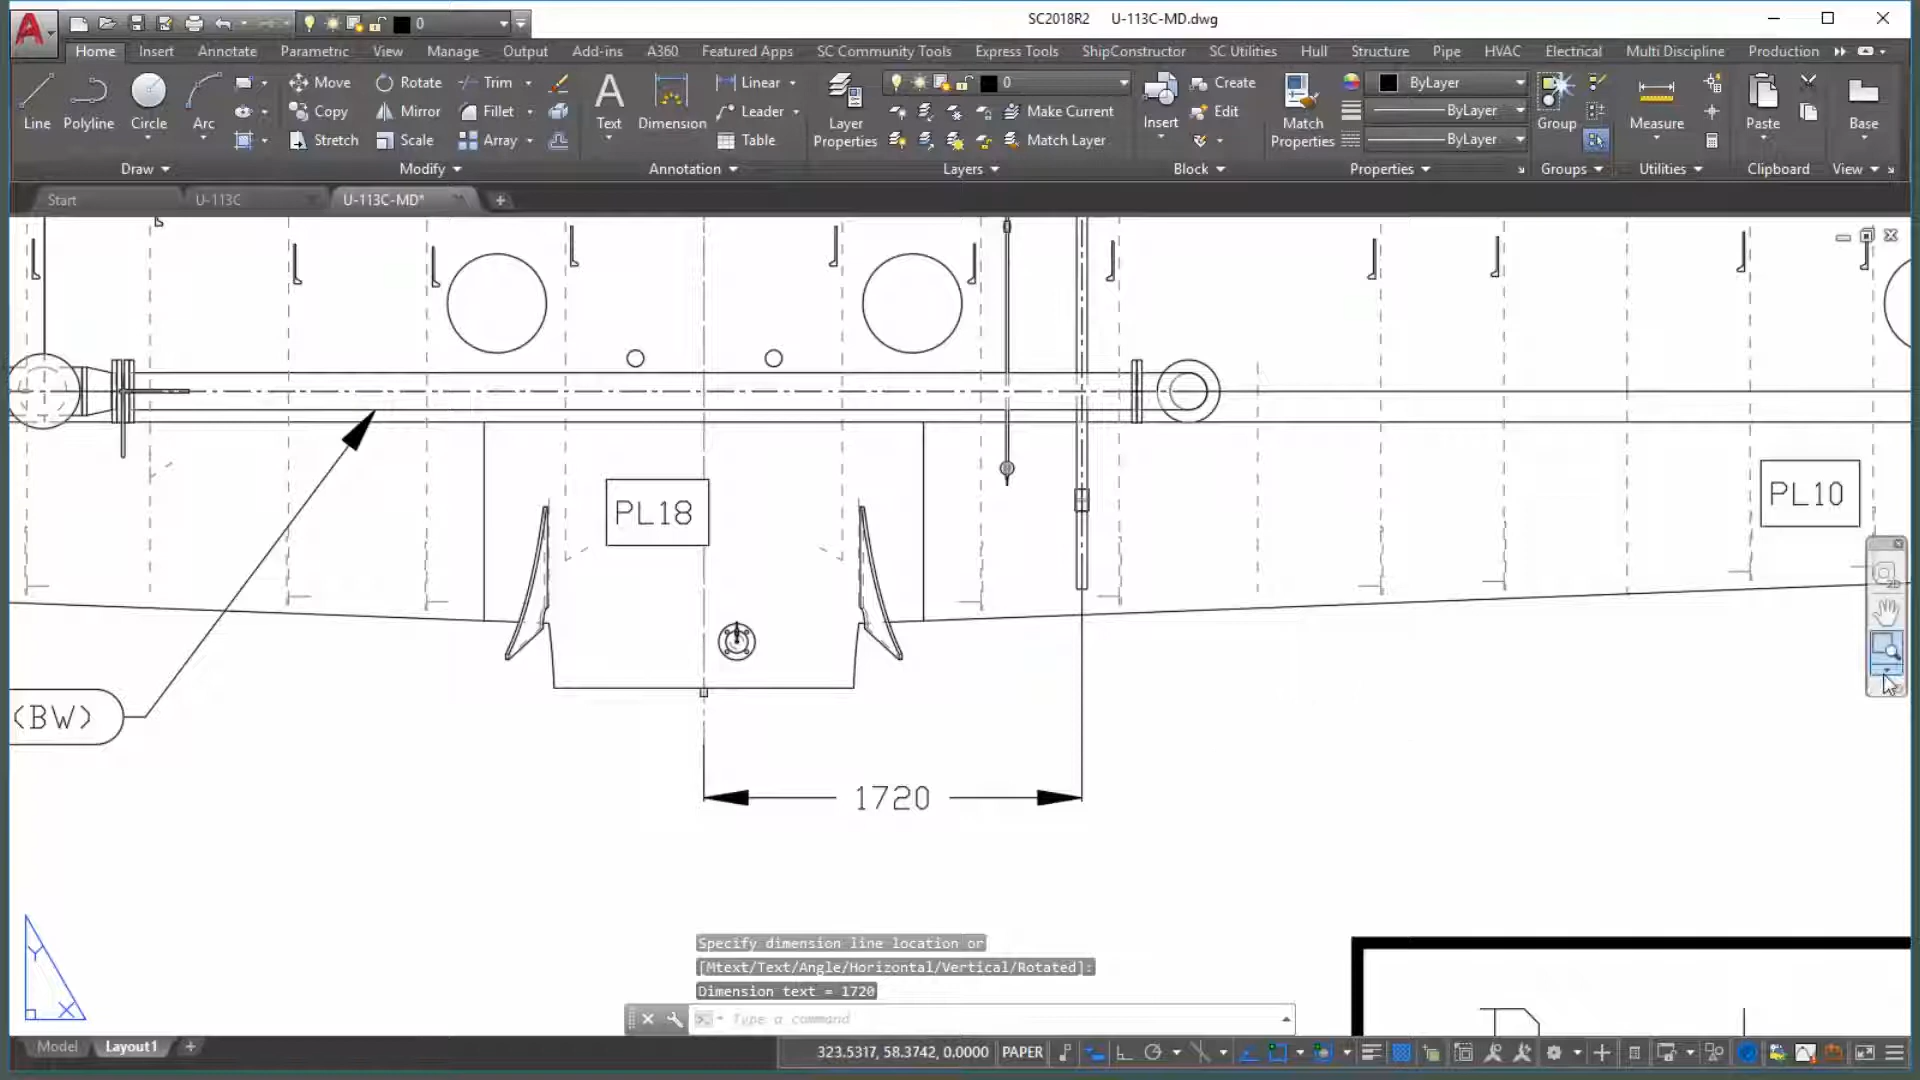 SC2018R2 U-113C-MD.dwg
0
Home Insert Annotate Parametric View Manage Output Add-ins A360 Featured Apps SC Community Tools Express Tools ShipConstructor SC Utilities Hull Structure Pipe HVAC Electrical Multi Discipline Production
Move Rotate Trim Linear 0 Create ByLayer
Copy Mirror Fillet Leader Make Current Edit ByLayer
Line Polyline Circle Arc Text Dimension Layer Properties Insert Match Properties Group Measure Paste Base
Stretch Scale Array Table Match Layer ByLayer
Draw Modify Annotation Layers Block Properties Groups Utilities Clipboard View
Start U-113C U-113C-MD*
PL18
PL10
(BW)
1720
Specify dimension line location or
[Mtext/Text/Angle/Horizontal/Vertical/Rotated]:
Dimension text = 1720
Type a command
Y
X
Model Layout1 323.5317, 58.3742, 0.0000 PAPER